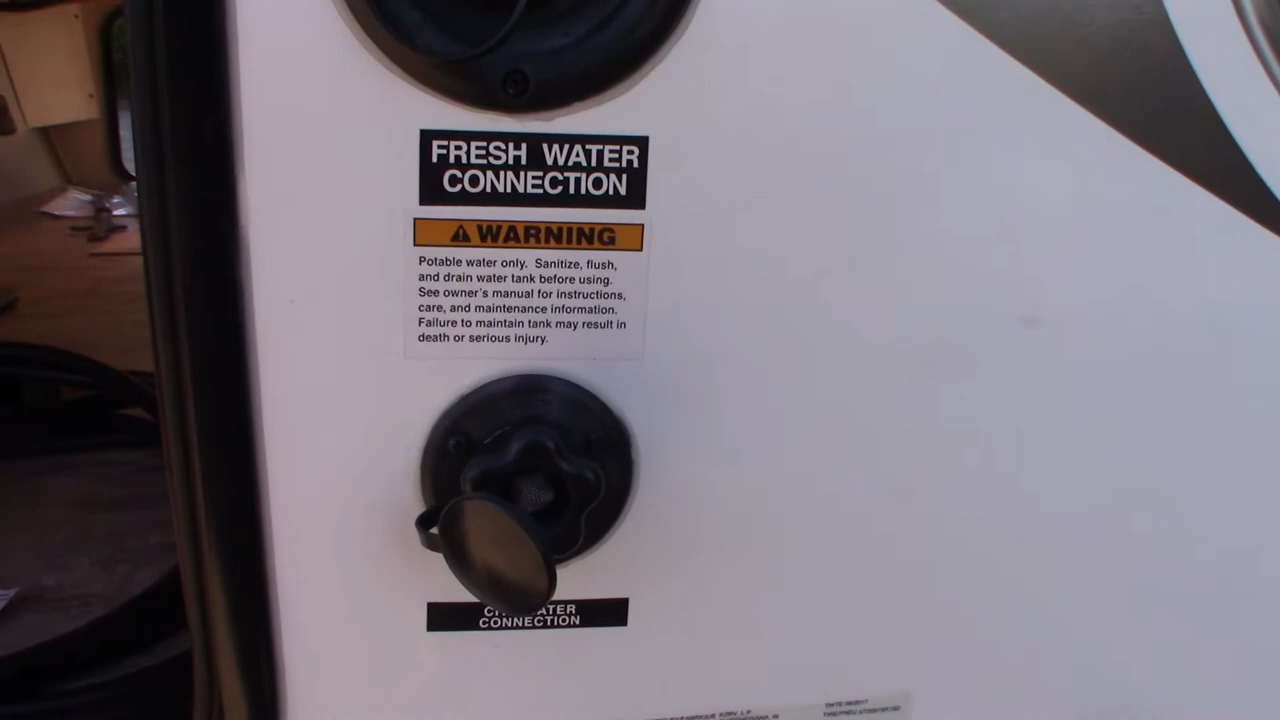 FRESH WATER
CONNECTION
WARNING
Potable water only. Sanitize, flush,
and drain water tank before using.
See owner's manual for instructions,
care, and maintenance information.
Failure to maintain tank may result in
death or serious injury.
WATER
CONNECTION